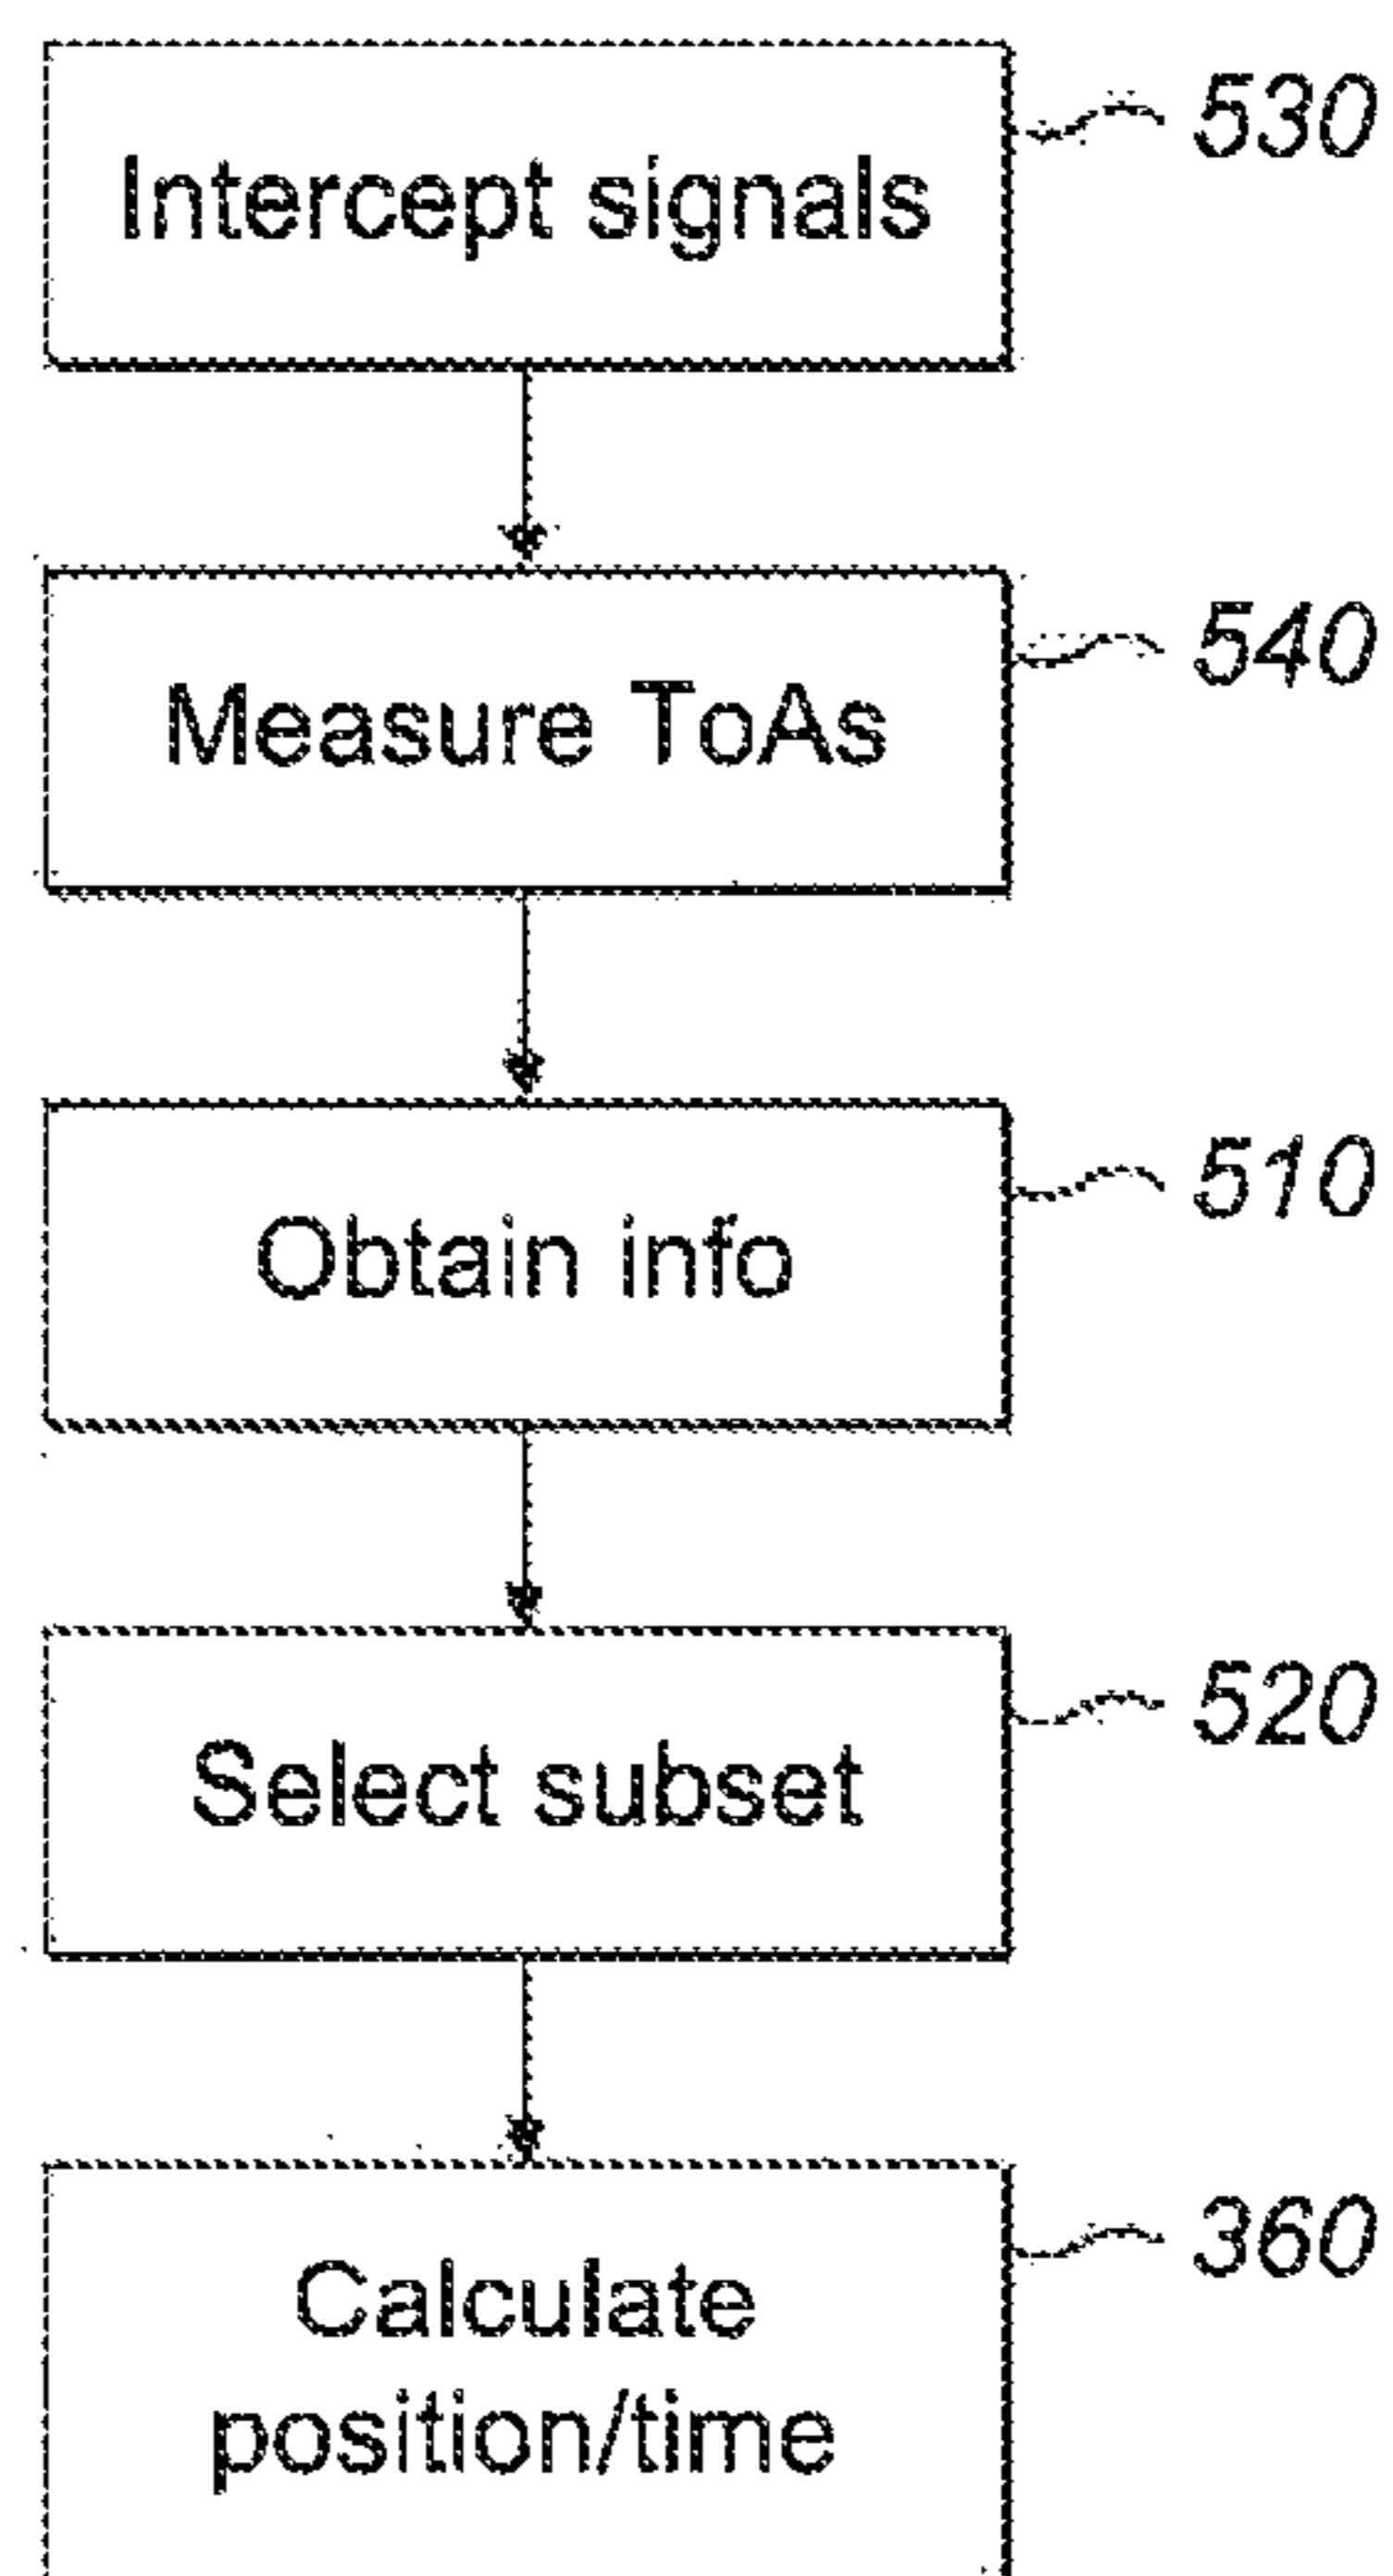 Intercept signals
530
Measure ToAs
540
Obtain info
510
Select subset
520
Calculate
position/time
360